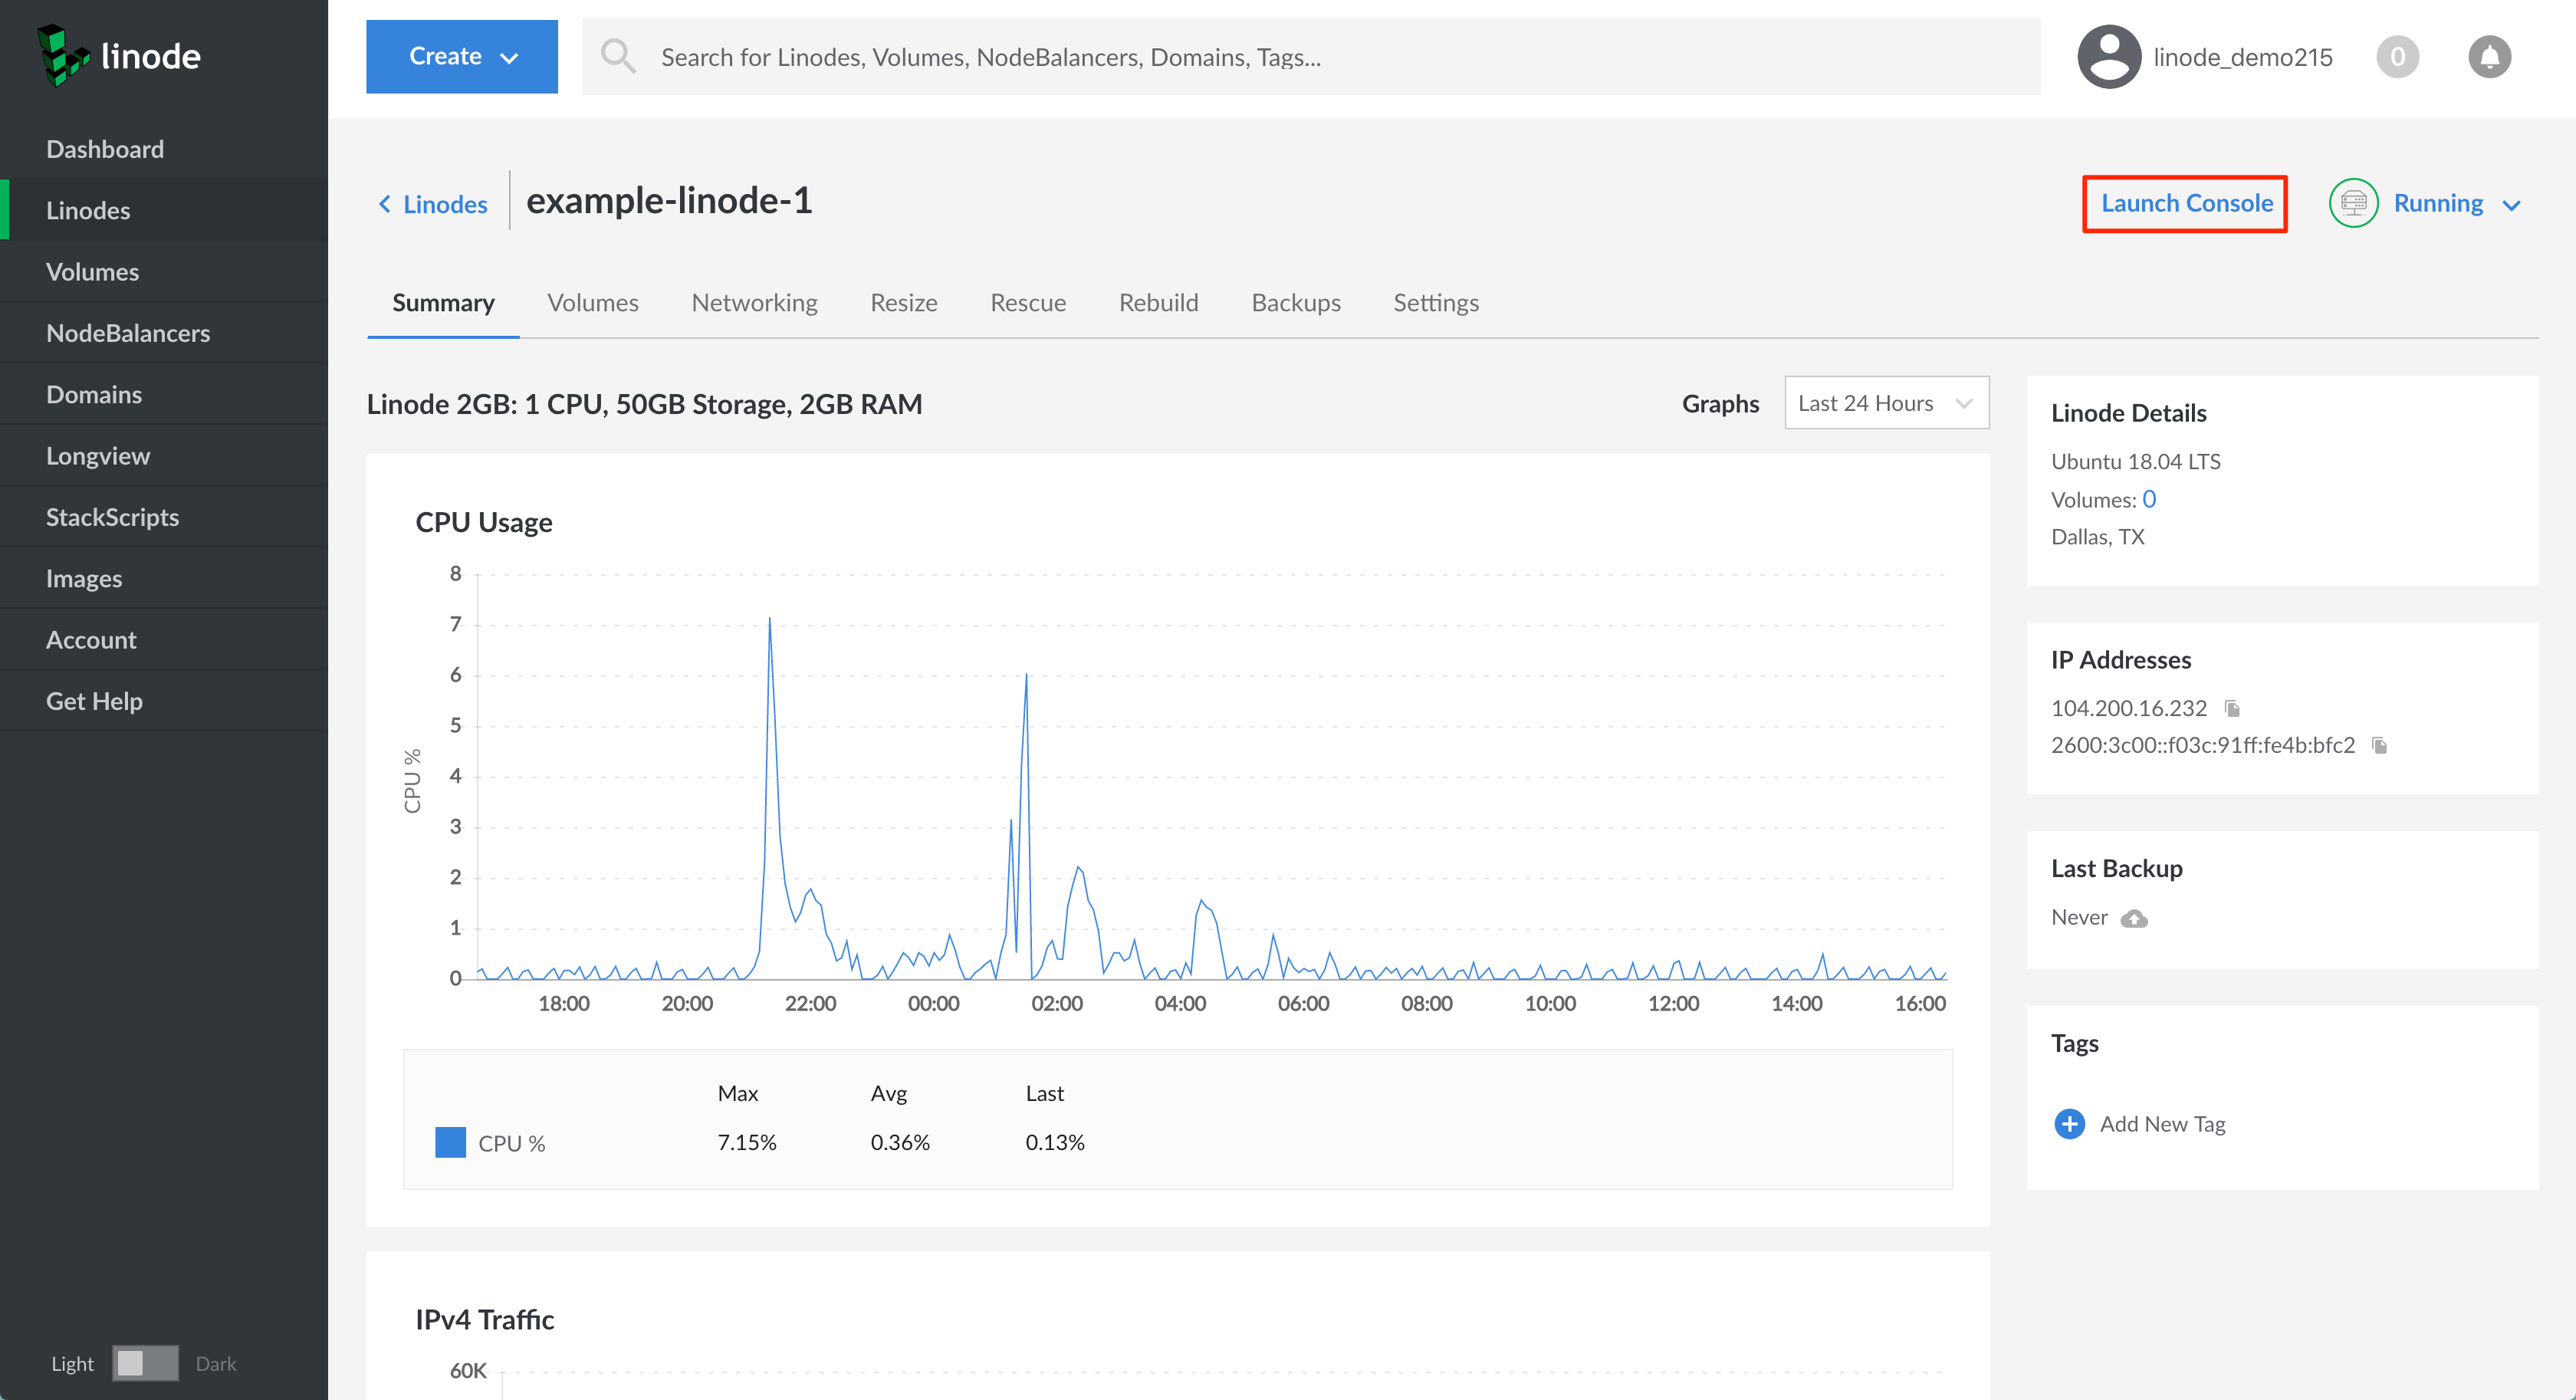 linode
Create
Search for Linodes, Volumes, NodeBalancers, Domains, Tags...
linode_demo215
0
Dashboard
Linodes
Volumes
NodeBalancers
Domains
Longview
StackScripts
Images
Account
Get Help
Light Dark
Linodes
example-linode-1
Launch Console
Running
Summary Volumes Networking Resize Rescue Rebuild Backups Settings
Linode 2GB: 1 CPU, 50GB Storage, 2GB RAM
Graphs
Last 24 Hours
CPU Usage
CPU %
8
7
6
5
4
3
2
1
0
18:00 20:00 22:00 00:00 02:00 04:00 06:00 08:00 10:00 12:00 14:00 16:00
Max Avg Last
CPU % 7.15% 0.36% 0.13%
IPv4 Traffic
60K
Linode Details
Ubuntu 18.04 LTS
Volumes: 0
Dallas, TX
IP Addresses
104.200.16.232
2600:3c00::f03c:91ff:fe4b:bfc2
Last Backup
Never
Tags
Add New Tag